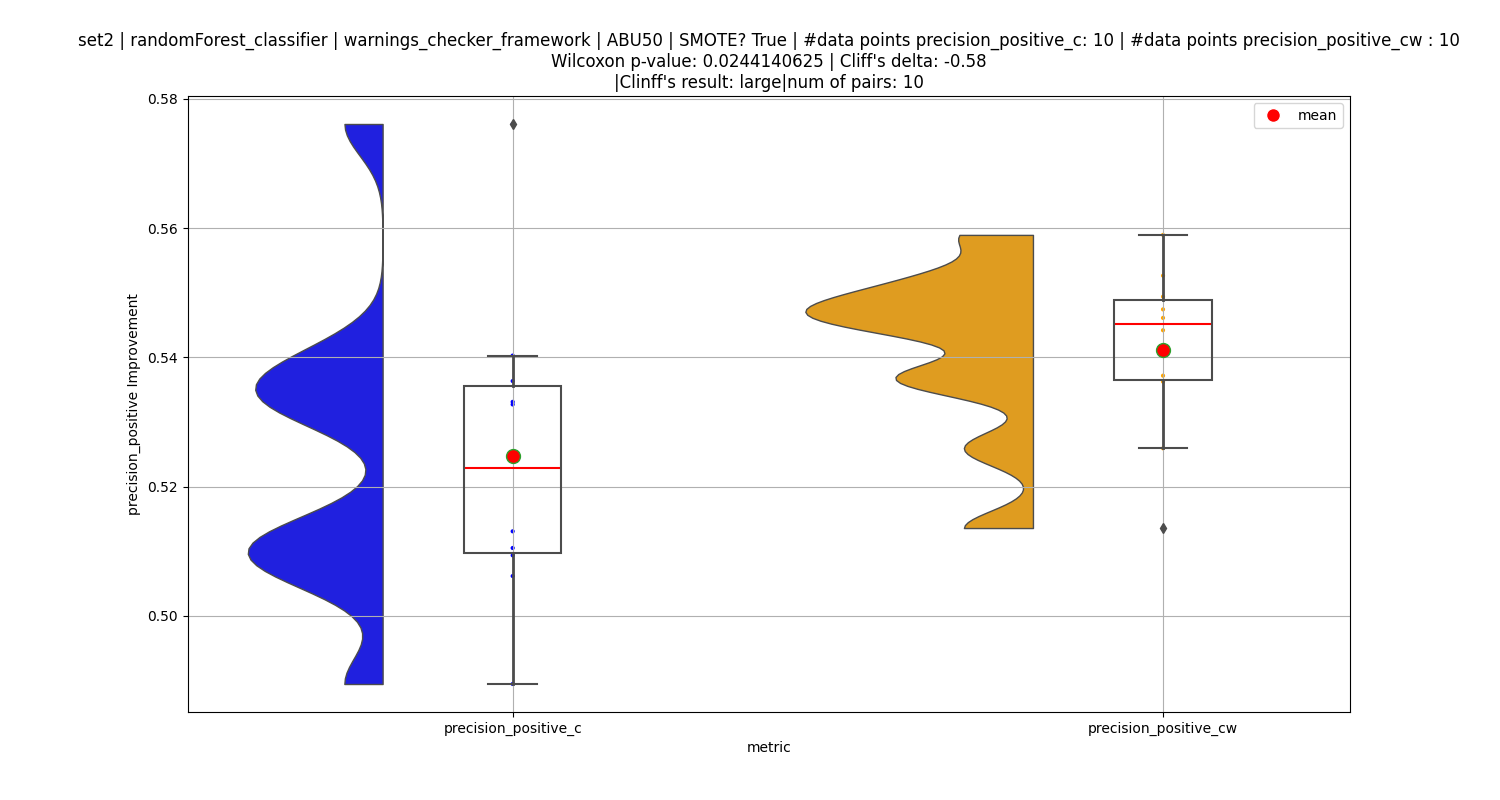 set2 | randomForest_classifier | warnings_checker_framework | ABU50 | SMOTE? True | #data points precision_positive_c: 10 | #data points precision_positive_cw : 10
Wilcoxon p-value: 0.0244140625 | Cliff's delta: -0.58
|Clinff's result: large|num of pairs: 10
mean
0.58
0.56
0.54
0.52
0.50
precision_positive Improvement
precision_positive_c
precision_positive_cw
metric